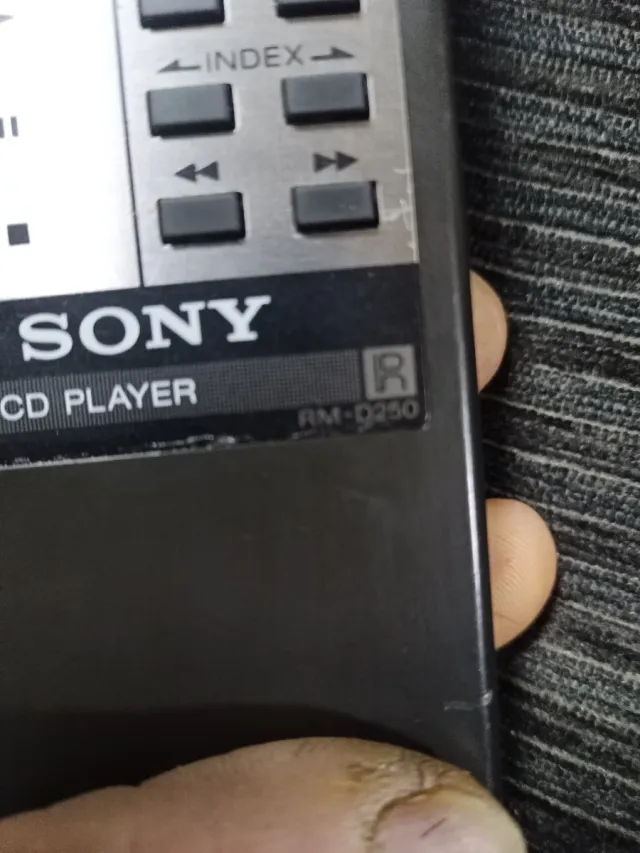 INDEX
SONY
CD PLAYER
R
RM-D250